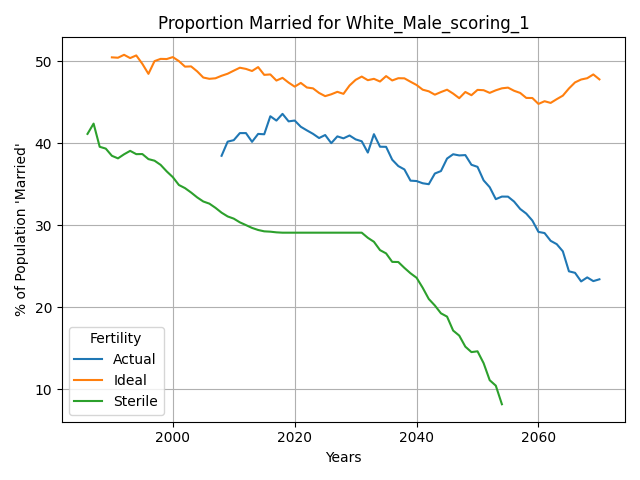 Proportion Married for White_Male_scoring_1
% of Population 'Married'
50
40
30
20
10
Fertility
Actual
Ideal
Sterile
2000
2020
2040
2060
Years